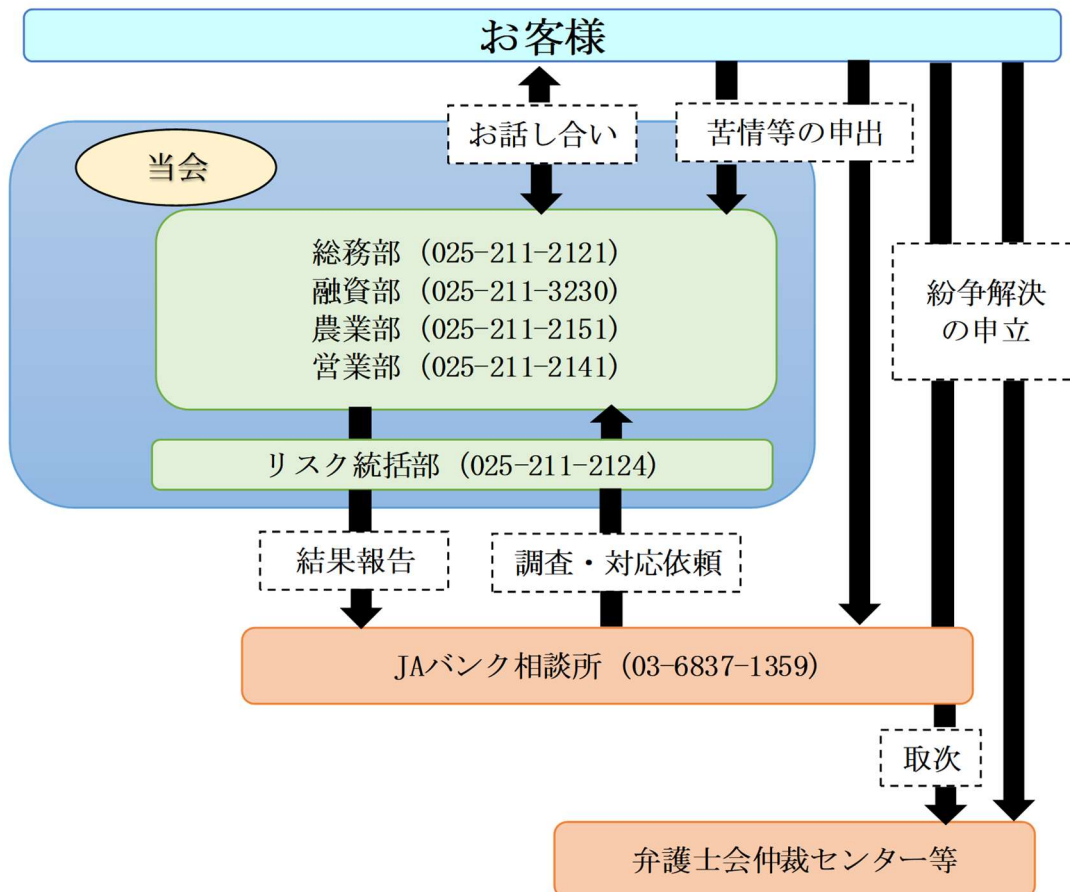 お客様
お話し合い
苦情等の申出
当会
総務部（025-211-2121）
融資部（025-211-3230）
農業部（025-211-2151）
営業部（025-211-2141）
紛争解決
の申立
リスク統括部（025-211-2124）
結果報告
調査・対応依頼
JAバンク相談所（03-6837-1359）
取次
弁護士会仲裁センター等